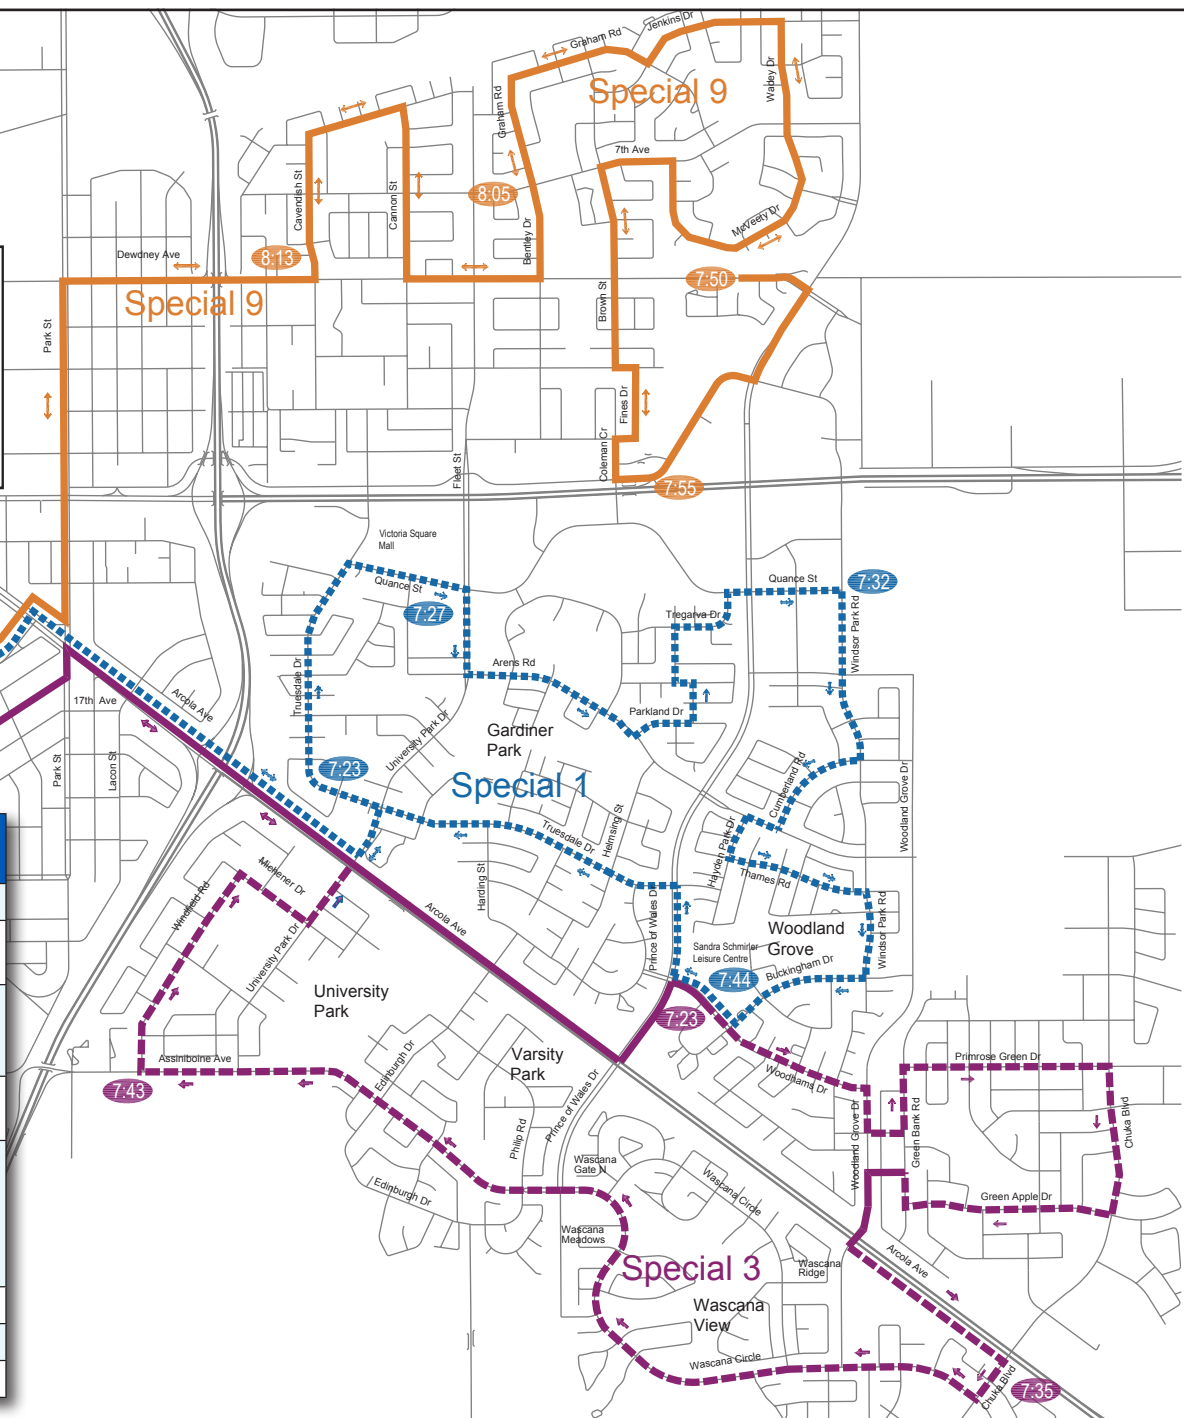 Jenkins Dr
Graham Rd
Wadey Dr
Special 9
Graham Rd
7th Ave
Cavendish St
Cannon St
8:05
McVeety Dr
Bentley Dr
Dewdney Ave
8:13
7:50
Special 9
Brown St
Park St
Fines Dr
Coleman Cr
Fleet St
7:55
Victoria Square
Mall
Quance St
7:27
Quance St
7:32
Tregarva Dr
Windsor Park Rd
Arens Rd
Truesdale Dr
17th Ave
Arcola Ave
Parkland Dr
Gardiner
Park
University Park Dr
Park St
Lacon St
7:23
Special 1
Cumberland Rd
Woodland Grove Dr
Truesdale Dr
Helmsing St
Hayden Park Dr
Michener Dr
Windfield Rd
Harding St
Thames Rd
Arcola Ave
Prince of Wales Dr
Woodland
Grove
Windsor Park Rd
University Park Dr
Sandra Schmirler
Leisure Centre
Buckingham Dr
7:44
University
Park
7:23
Assiniboine Ave
Edinburgh Dr
Varsity
Park
Primrose Green Dr
Woodhams Dr
7:43
Prince of Wales Dr
Philip Rd
Woodland Grove Dr
Green Bank Rd
Chuka Blvd
Wascana
Gate N
Wascana Circle
Edinburgh Dr
Green Apple Dr
Wascana
Meadows
Arcola Ave
Wascana
Ridge
Special 3
Wascana
View
Wascana Circle
Chuka Blvd
7:35